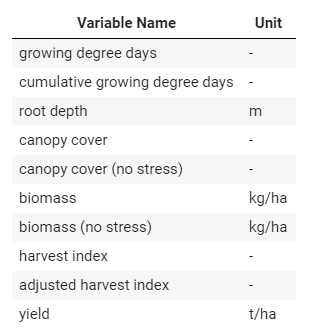 Variable Name Unit
growing degree days -
cumulative growing degree days -
root depth m
canopy cover -
canopy cover (no stress) -
biomass kg/ha
biomass (no stress) kg/ha
harvest index -
adjusted harvest index -
yield t/ha